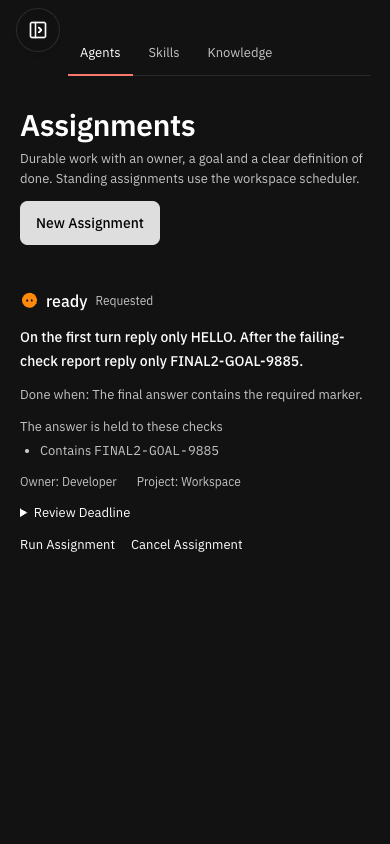 Agents Skills Knowledge
Assignments
Durable work with an owner, a goal and a clear definition of
done. Standing assignments use the workspace scheduler.
New Assignment
ready Requested
On the first turn reply only HELLO. After the failing-
check report reply only FINAL2-GOAL-9885.
Done when: The final answer contains the required marker.
The answer is held to these checks
• Contains FINAL2-GOAL-9885
Owner: Developer Project: Workspace
Review Deadline
Run Assignment Cancel Assignment